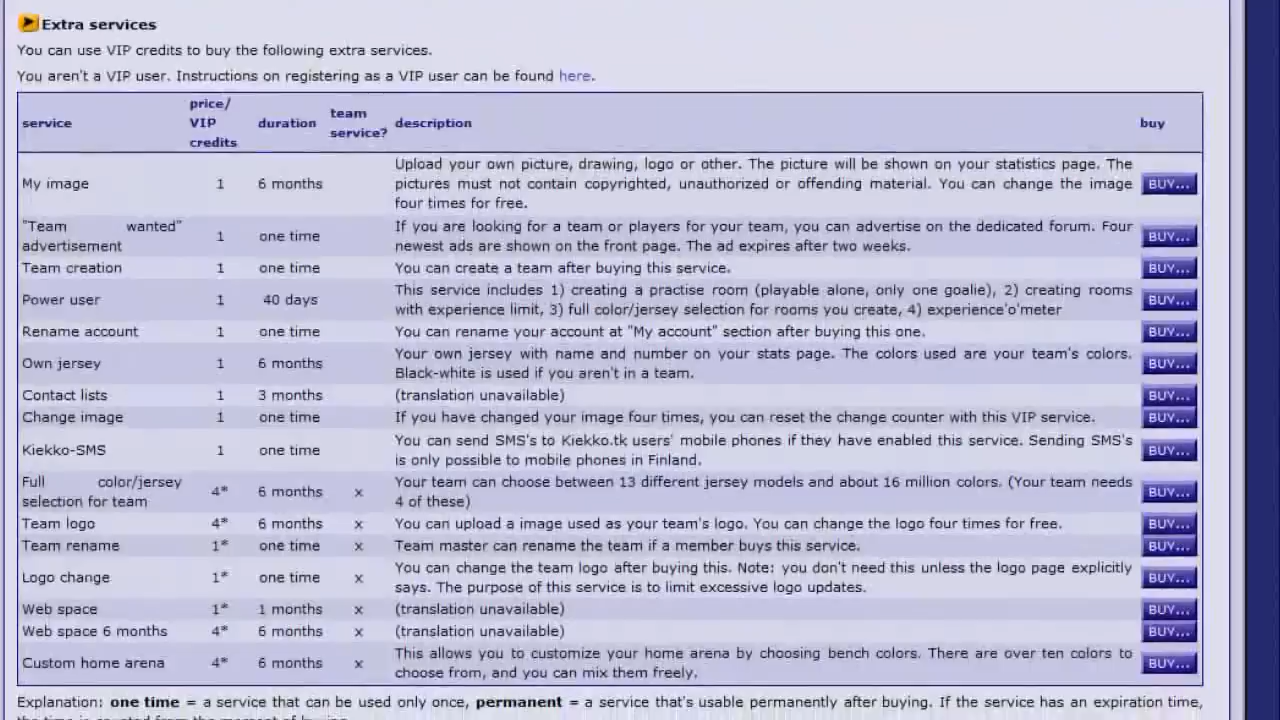 Extra services
You can use VIP credits to buy the following extra services.
You aren't a VIP user. Instructions on registering as a VIP user can be found here.
service price/ VIP credits duration team service? description buy
My image 1 6 months Upload your own picture, drawing, logo or other. The picture will be shown on your statistics page. The
pictures must not contain copyrighted, unauthorized or offending material. You can change the image
four times for free. BUY...
"Team wanted" advertisement 1 one time If you are looking for a team or players for your team, you can advertise on the dedicated forum. Four
newest ads are shown on the front page. The ad expires after two weeks. BUY...
Team creation 1 one time You can create a team after buying this service. BUY...
Power user 1 40 days This service includes 1) creating a practise room (playable alone, only one goalie), 2) creating rooms
with experience limit, 3) full color/jersey selection for rooms you create, 4) experience'o'meter BUY...
Rename account 1 one time You can rename your account at "My account" section after buying this one. BUY...
Own jersey 1 6 months Your own jersey with name and number on your stats page. The colors used are your team's colors.
Black-white is used if you aren't in a team. BUY...
Contact lists 1 3 months (translation unavailable) BUY...
Change image 1 one time If you have changed your image four times, you can reset the change counter with this VIP service. BUY...
Kiekko-SMS 1 one time You can send SMS's to Kiekko.tk users' mobile phones if they have enabled this service. Sending SMS's
is only possible to mobile phones in Finland. BUY...
Full color/jersey selection for team 4* 6 months x Your team can choose between 13 different jersey models and about 16 million colors. (Your team needs
4 of these) BUY...
Team logo 4* 6 months x You can upload a image used as your team's logo. You can change the logo four times for free. BUY...
Team rename 1* one time x Team master can rename the team if a member buys this service. BUY...
Logo change 1* one time x You can change the team logo after buying this. Note: you don't need this unless the logo page explicitly
says. The purpose of this service is to limit excessive logo updates. BUY...
Web space 1* 1 months x (translation unavailable) BUY...
Web space 6 months 4* 6 months x (translation unavailable) BUY...
Custom home arena 4* 6 months x This allows you to customize your home arena by choosing bench colors. There are over ten colors to
choose from, and you can mix them freely. BUY...
Explanation: one time = a service that can be used only once, permanent = a service that's usable permanently after buying. If the service has an expiration time,
the time is counted from the moment of buying.